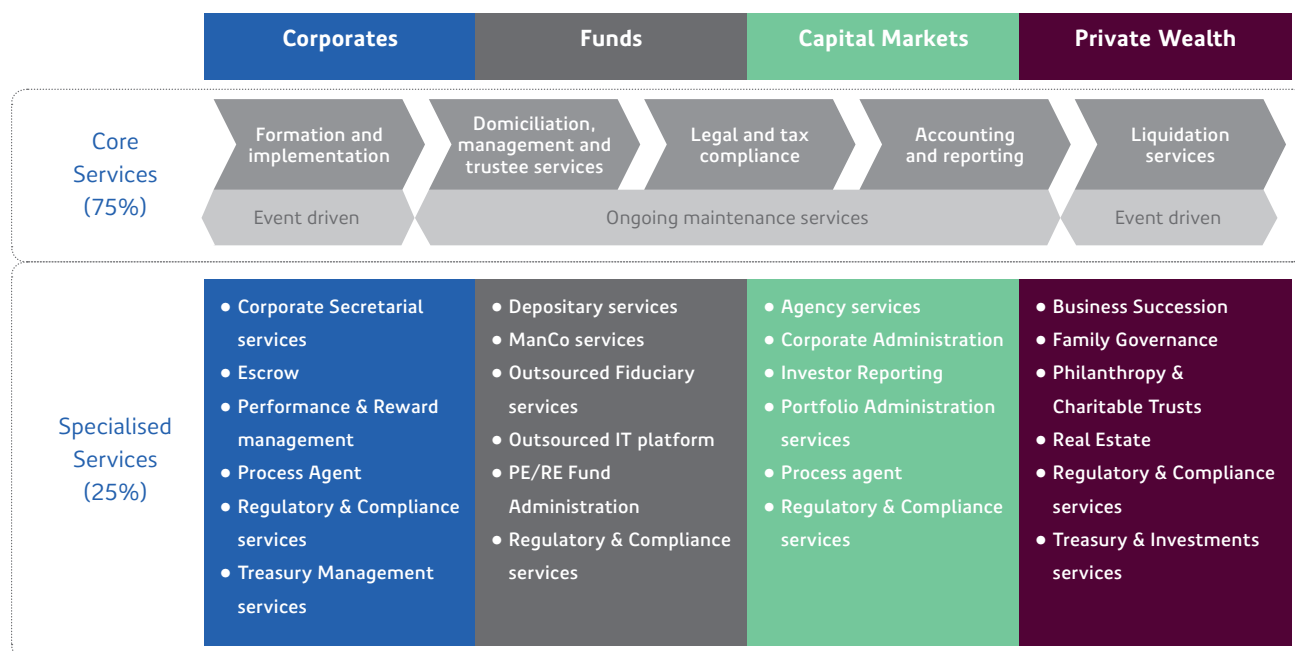 Corporates
Funds
Capital Markets
Private Wealth
Core
Services
(75%)
Formation and
implementation
Domiciliation,
management and
trustee services
Legal and tax
compliance
Accounting
and reporting
Liquidation
services
Event driven
Ongoing maintenance services
Event driven
Specialised
Services
(25%)
● Corporate Secretarial
services
● Escrow
● Performance & Reward
management
● Process Agent
● Regulatory & Compliance
services
● Treasury Management
services
● Depositary services
● ManCo services
● Outsourced Fiduciary
services
● Outsourced IT platform
● PE/RE Fund
Administration
● Regulatory & Compliance
services
● Agency services
● Corporate Administration
● Investor Reporting
● Portfolio Administration
services
● Process agent
● Regulatory & Compliance
services
● Business Succession
● Family Governance
● Philanthropy &
Charitable Trusts
● Real Estate
● Regulatory & Compliance
services
● Treasury & Investments
services